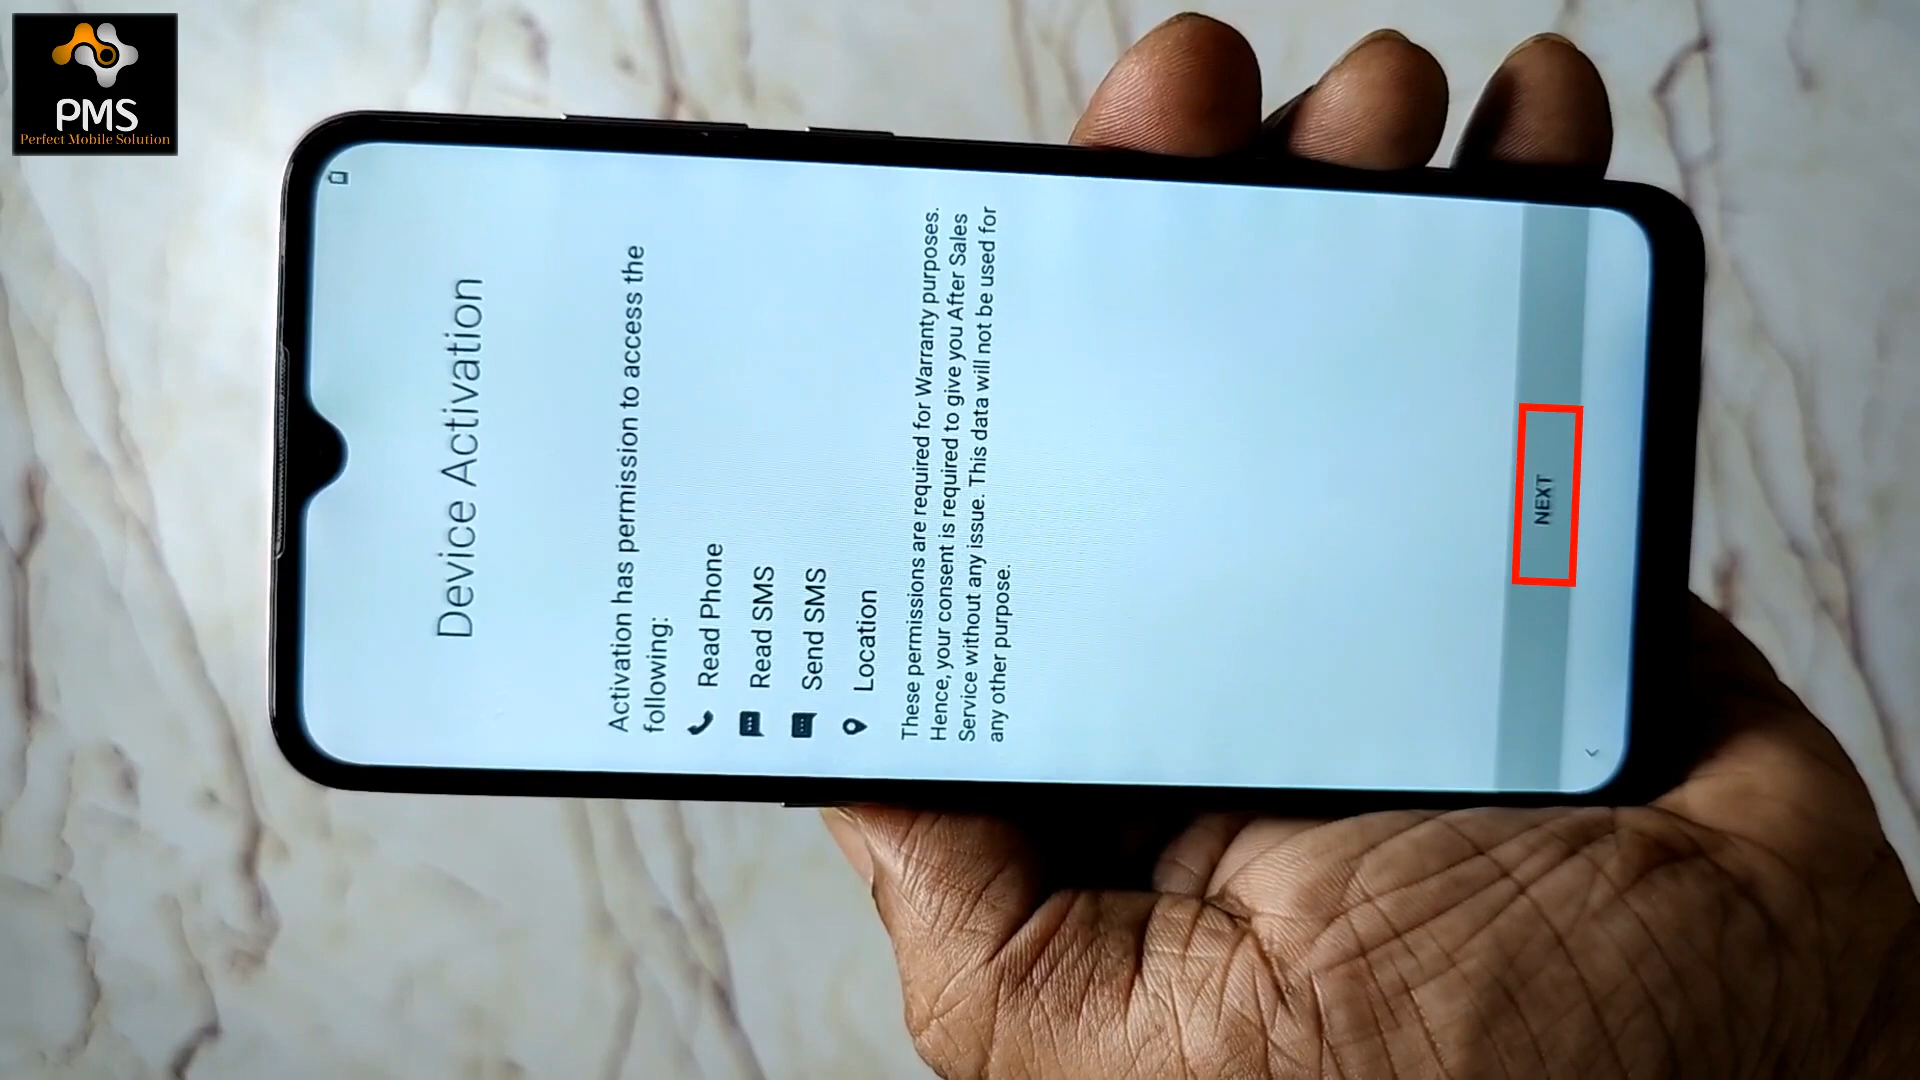 PMS
Perfect Mobile Solution
Device Activation
Activation has permission to access the
following:
Read Phone
Read SMS
Send SMS
Location
These permissions are required for Warranty purposes.
Hence, your consent is required to give you After Sales
Service without any issue. This data will not be used for
any other purpose.
NEXT